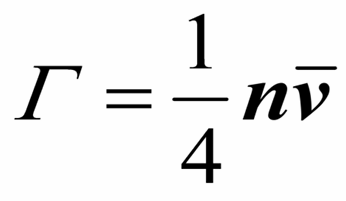 Γ = 1/4 nv̅